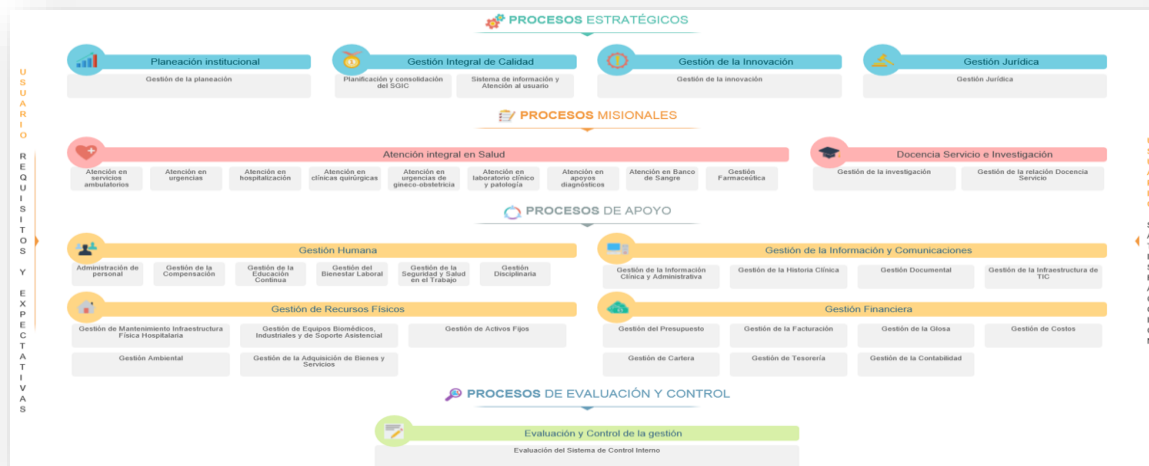 PROCESOS ESTRATÉGICOS
Planeación institucional
Gestión de la planeación
Gestión Integral de Calidad
Planificación y consolidación
del SGIC
Sistema de información y
Atención al usuario
Gestión de la Innovación
Gestión de la innovación
Gestión Jurídica
Gestión Jurídica
USUARIO REQUISITOS Y EXPECTATIVAS
PROCESOS MISIONALES
Atención integral en Salud
Atención en
servicios
ambulatorios
Atención en
urgencias
Atención en
hospitalización
Atención en
clínicas quirúrgicas
Atención en
urgencias de
gineco-obstetricia
Atención en
laboratorio clínico
y patología
Atención en
apoyos
diagnósticos
Atención en Banco
de Sangre
Gestión
Farmaceútica
Docencia Servicio e Investigación
Gestión de la investigación
Gestión de la relación Docencia
Servicio
PROCESOS DE APOYO
Gestión Humana
Administración de
personal
Gestión de la
Compensación
Gestión de la
Educación
Continua
Gestión del
Bienestar Laboral
Gestión de la
Seguridad y Salud
en el Trabajo
Gestión
Disciplinaria
Gestión de la Información y Comunicaciones
Gestión de la Información
Clínica y Administrativa
Gestión de la Historia Clínica
Gestión Documental
Gestión de la Infraestructura de
TIC
Gestión de Recursos Físicos
Gestión de Mantenimiento Infraestructura
Física Hospitalaria
Gestión de Equipos Biomédicos,
Industriales y de Soporte Asistencial
Gestión de Activos Fijos
Gestión Ambiental
Gestión de la Adquisición de Bienes y
Servicios
Gestión Financiera
Gestión del Presupuesto
Gestión de la Facturación
Gestión de la Glosa
Gestión de Costos
Gestión de Cartera
Gestión de Tesorería
Gestión de la Contabilidad
PROCESOS DE EVALUACIÓN Y CONTROL
Evaluación y Control de la gestión
Evaluación del Sistema de Control Interno